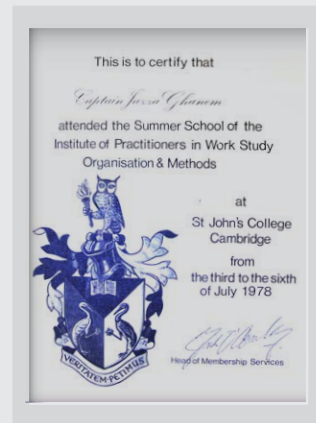 This is to certify that
Captain Jazza Ghanem
attended the Summer School of the
Institute of Practitioners in Work Study
Organisation & Methods
at
St John's College
Cambridge
from
the third to the sixth
of July 1978
Head of Membership Services
VERITATEM·PETIMUS